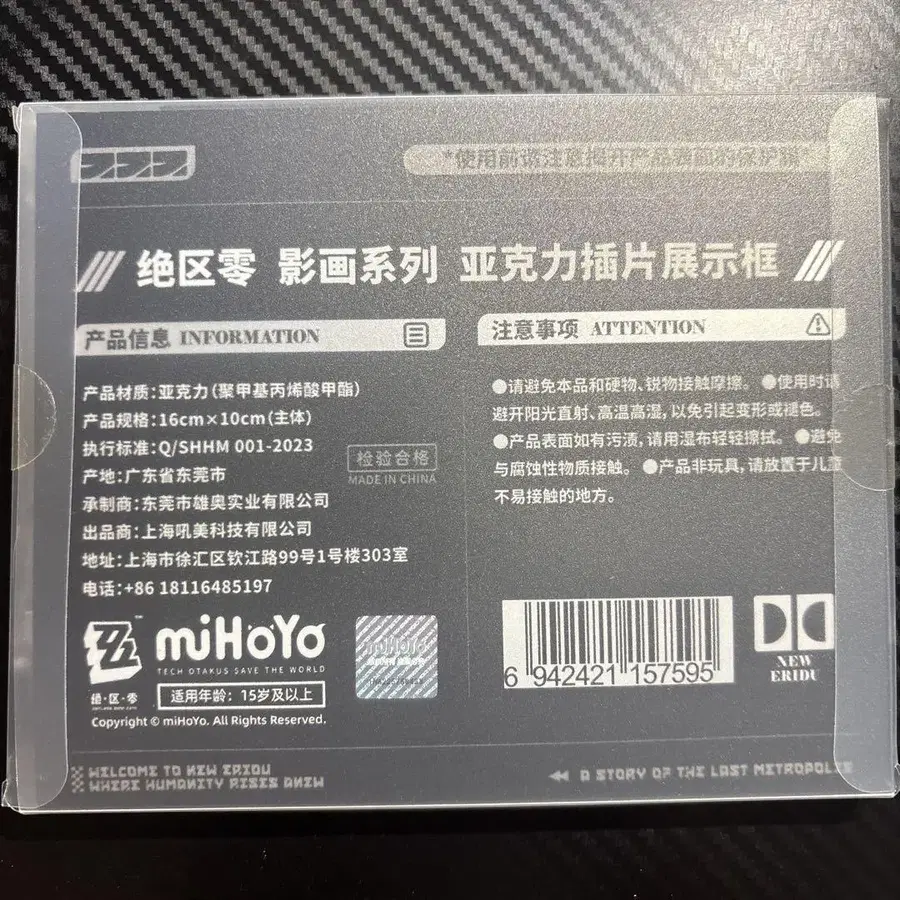 *使用前请注意揭开产品表面的保护膜*
绝区零 影画系列 亚克力插片展示框
产品信息 INFORMATION
产品材质：亚克力（聚甲基丙烯酸甲酯）
产品规格：16cm×10cm（主体）
执行标准：Q/SHHM 001-2023
产地：广东省东莞市
承制商：东莞市雄奥实业有限公司
出品商：上海吼美科技有限公司
地址：上海市徐汇区钦江路99号1号楼303室
电话：+86 18116485197
检验合格
MADE IN CHINA
注意事项 ATTENTION
●请避免本品和硬物、锐物接触摩擦。 ●使用时请
避开阳光直射、高温高湿，以免引起变形或褪色。
●产品表面如有污渍，请用湿布轻轻擦拭。 ●避免
与腐蚀性物质接触。 ●产品非玩具，请放置于儿童
不易接触的地方。
miHoYo
TECH OTAKUS SAVE THE WORLD
绝·区·零
适用年龄：15岁及以上
Copyright © miHoYo. All Rights Reserved.
miHoYo
6 942421 157595
NEW
ERIDU
WELCOME TO NEW ERIDU
WHERE HUMANITY RISES ANEW
A STORY OF THE LAST METROPOLIS